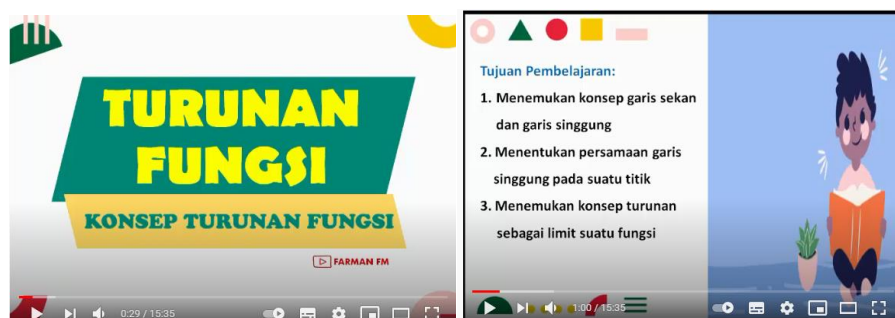 TURUNAN
FUNGSI
KONSEP TURUNAN FUNGSI
FARMAN FM
0:29 / 15:35
Tujuan Pembelajaran:
1. Menemukan konsep garis sekan
dan garis singgung
2. Menentukan persamaan garis
singgung pada suatu titik
3. Menemukan konsep turunan
sebagai limit suatu fungsi
1:00 / 15:35